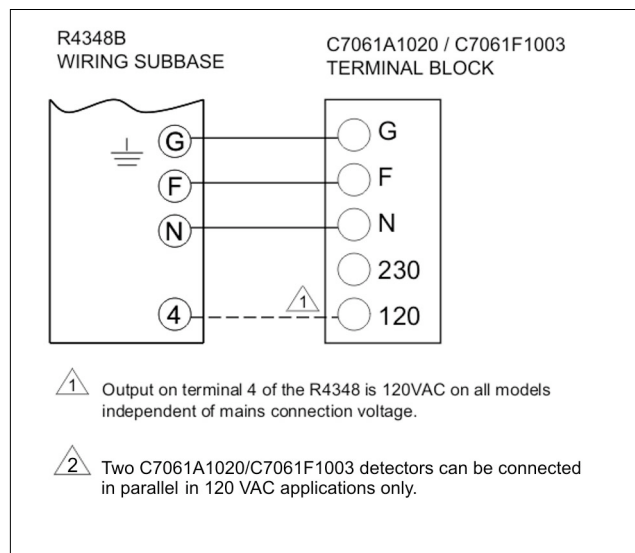 R4348B
WIRING SUBBASE
C7061A1020 / C7061F1003
TERMINAL BLOCK
G
G
F
F
N
N
230
4
1
120
1 Output on terminal 4 of the R4348 is 120VAC on all models
independent of mains connection voltage.
2 Two C7061A1020/C7061F1003 detectors can be connected
in parallel in 120 VAC applications only.